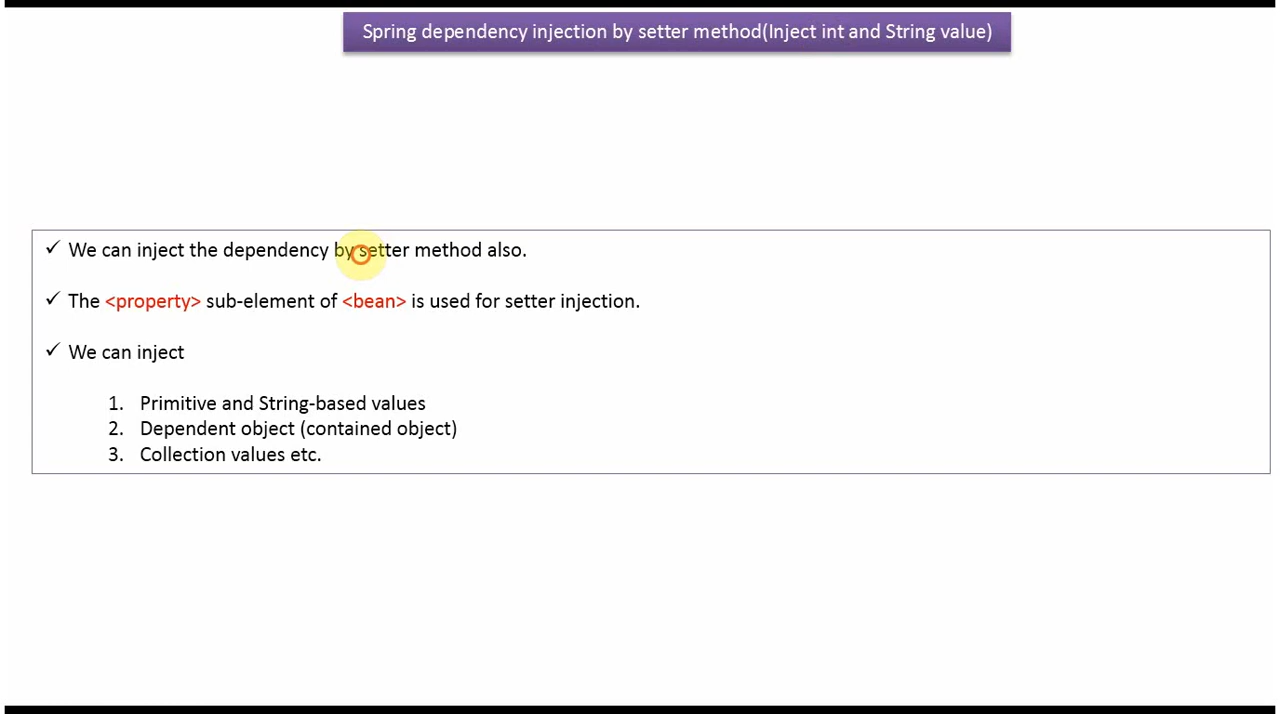 Spring dependency injection by setter method(Inject int and String value)
✓ We can inject the dependency by setter method also.
✓ The <property> sub-element of <bean> is used for setter injection.
✓ We can inject
1. Primitive and String-based values
2. Dependent object (contained object)
3. Collection values etc.